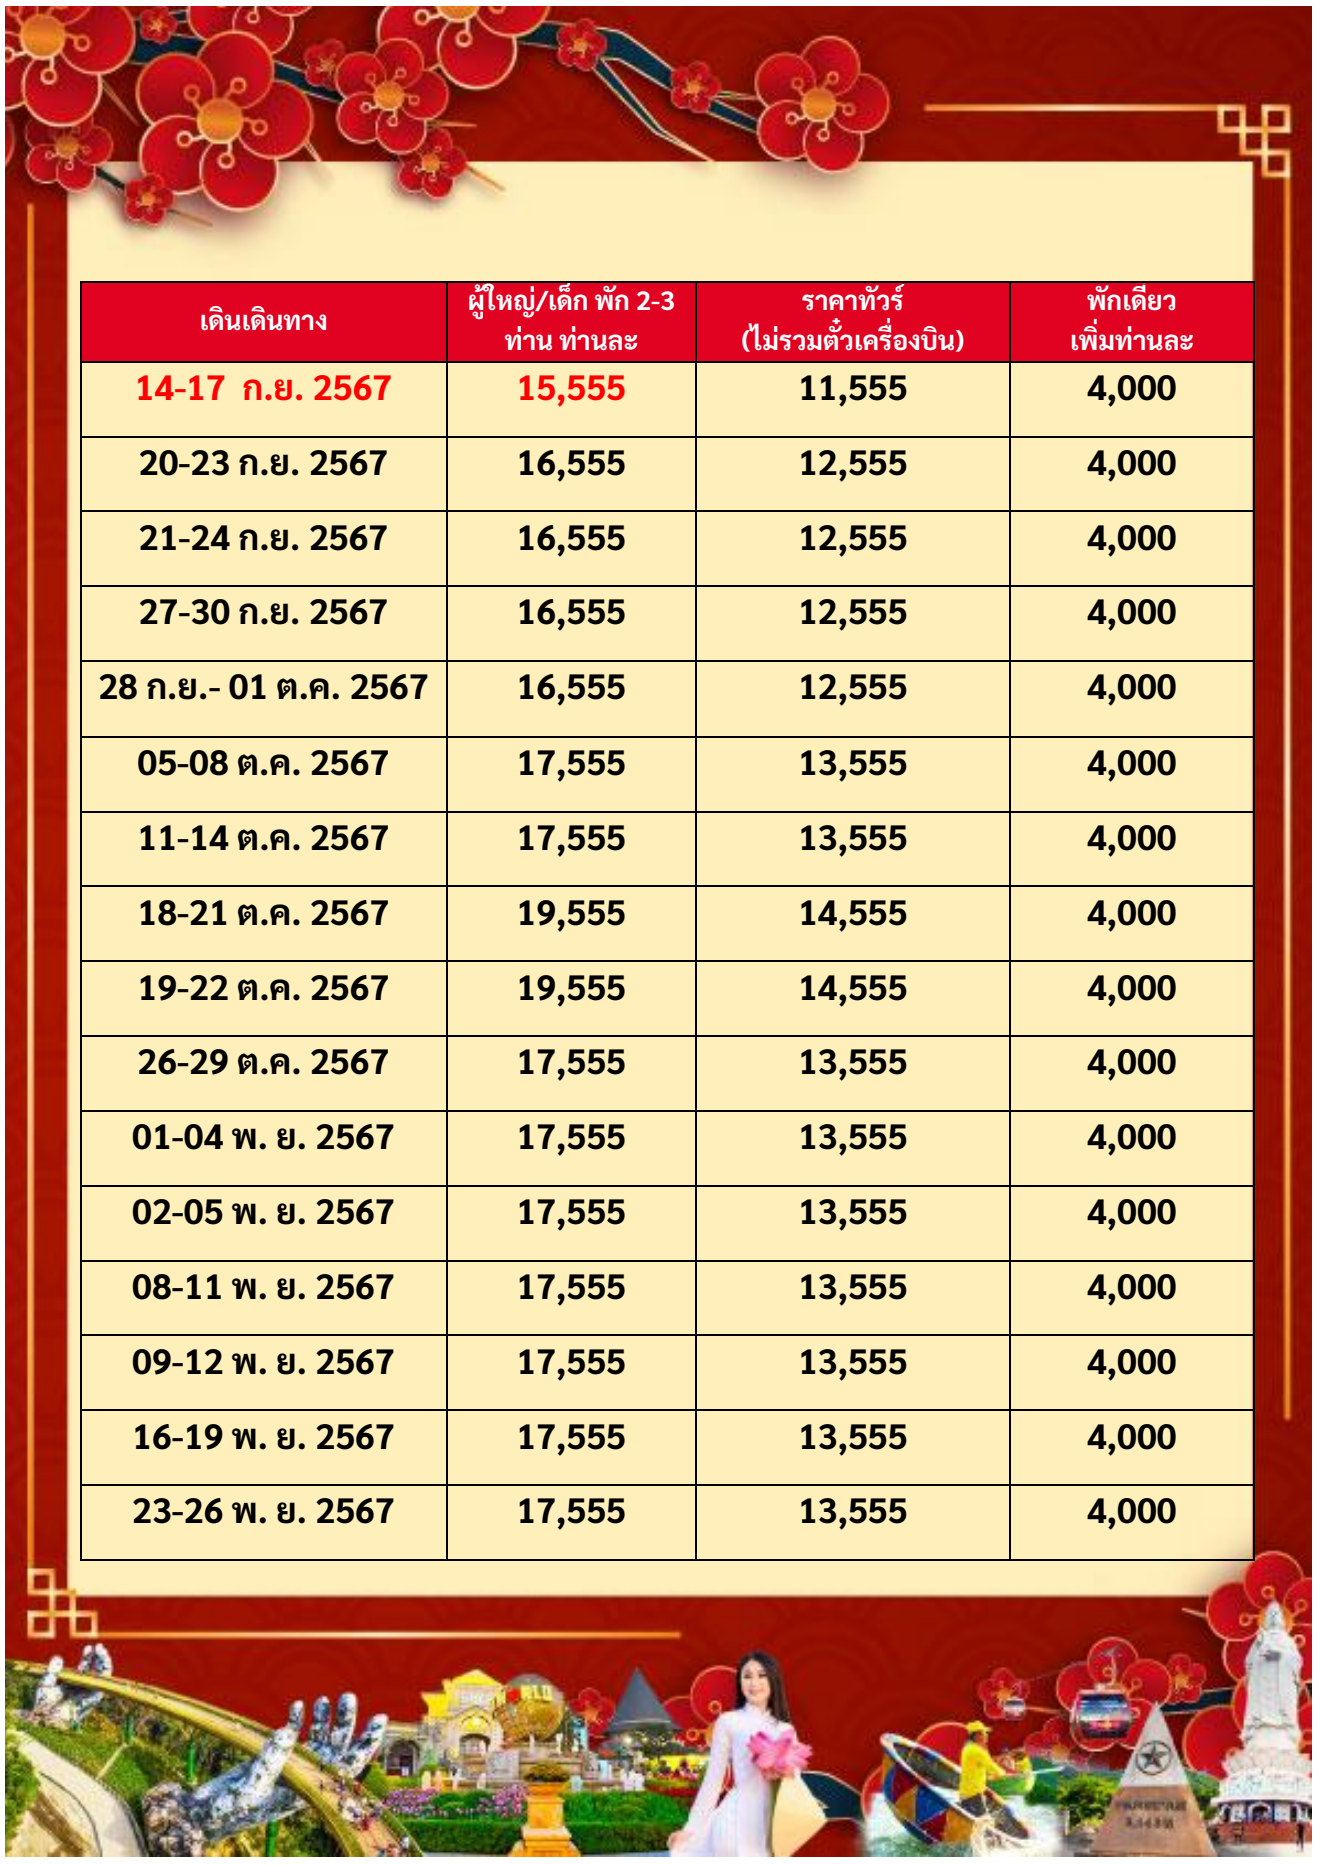 เดินเดินทาง
ผู้ใหญ่/เด็ก พัก 2-3
ท่าน ท่านละ
ราคาทัวร์
(ไม่รวมตั๋วเครื่องบิน)
พักเดี่ยว
เพิ่มท่านละ
14-17 ก.ย. 2567 15,555 11,555 4,000
20-23 ก.ย. 2567 16,555 12,555 4,000
21-24 ก.ย. 2567 16,555 12,555 4,000
27-30 ก.ย. 2567 16,555 12,555 4,000
28 ก.ย.- 01 ต.ค. 2567 16,555 12,555 4,000
05-08 ต.ค. 2567 17,555 13,555 4,000
11-14 ต.ค. 2567 17,555 13,555 4,000
18-21 ต.ค. 2567 19,555 14,555 4,000
19-22 ต.ค. 2567 19,555 14,555 4,000
26-29 ต.ค. 2567 17,555 13,555 4,000
01-04 พ. ย. 2567 17,555 13,555 4,000
02-05 พ. ย. 2567 17,555 13,555 4,000
08-11 พ. ย. 2567 17,555 13,555 4,000
09-12 พ. ย. 2567 17,555 13,555 4,000
16-19 พ. ย. 2567 17,555 13,555 4,000
23-26 พ. ย. 2567 17,555 13,555 4,000